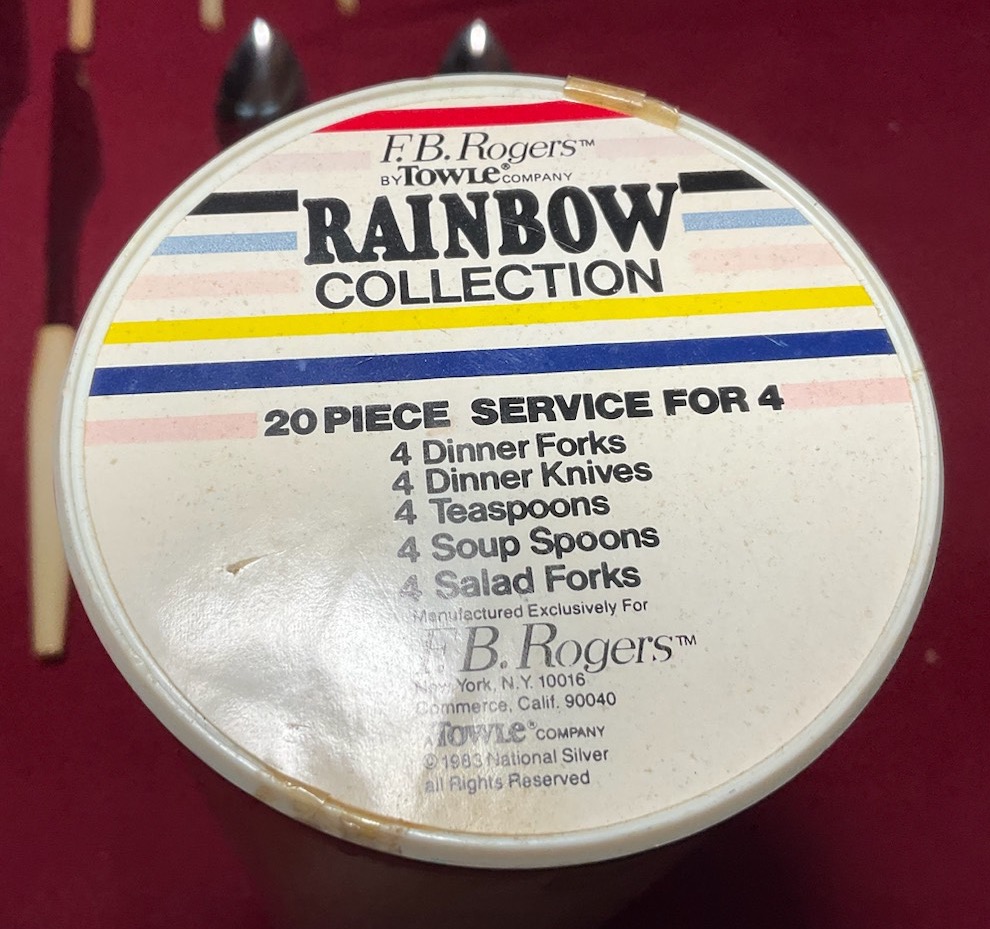 F.B. Rogers™
BY TOWLE® COMPANY
RAINBOW
COLLECTION
20 PIECE SERVICE FOR 4
4 Dinner Forks
4 Dinner Knives
4 Teaspoons
4 Soup Spoons
4 Salad Forks
Manufactured Exclusively For
F.B. Rogers™
New York, N.Y. 10016
Commerce, Calif. 90040
A TOWLE® COMPANY
© 1983 National Silver
all Rights Reserved